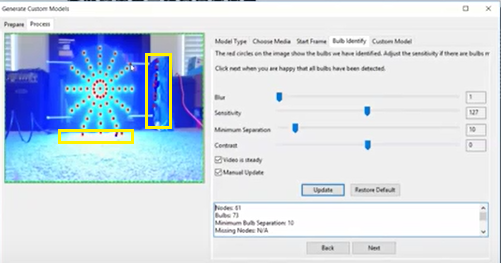 Generate Custom Models
Prepare Process
Model Type Choose Media Start Frame Bulb Identify Custom Model
The red circles on the image show the bulbs we have identified. Adjust the sensitivity if there are bulbs m
Click next when you are happy that all bulbs have been detected.
Blur 1
Sensitivity 127
Minimum Separation 10
Contrast 0
Video is steady
Manual Update
Update Restore Default
Nodes: 61
Bulbs: 73
Minimum Bulb Separation: 10
Missing Nodes: N/A
Back Next